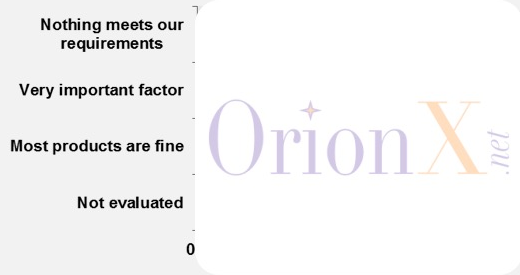 Nothing meets our
requirements
Very important factor
Most products are fine
Not evaluated
0
OrionX
.net